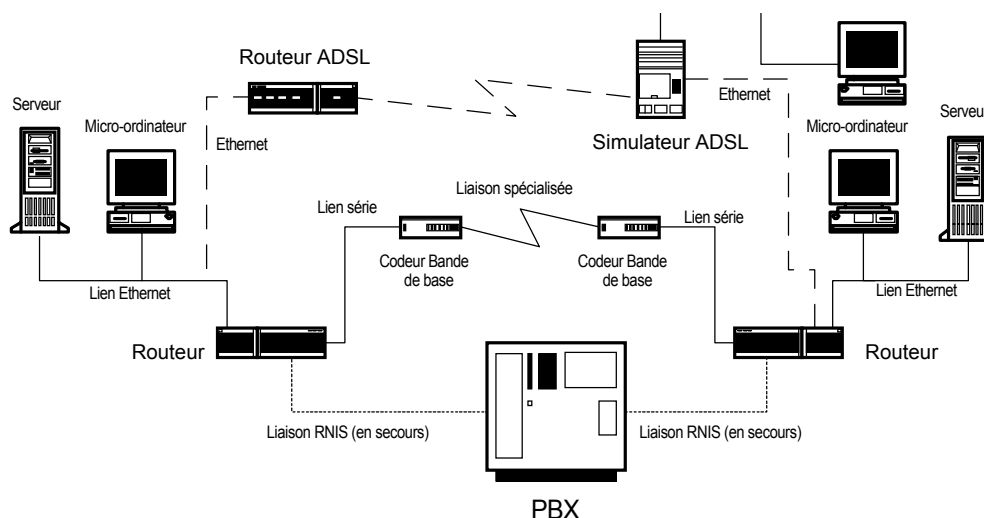 Routeur ADSL
Ethernet
Serveur
Micro-ordinateur
Ethernet
Simulateur ADSL
Micro-ordinateur
Serveur
Liaison spécialisée
Lien série
Lien série
Codeur Bande
de base
Codeur Bande
de base
Lien Ethernet
Lien Ethernet
Routeur
Routeur
Liaison RNIS (en secours)
Liaison RNIS (en secours)
PBX